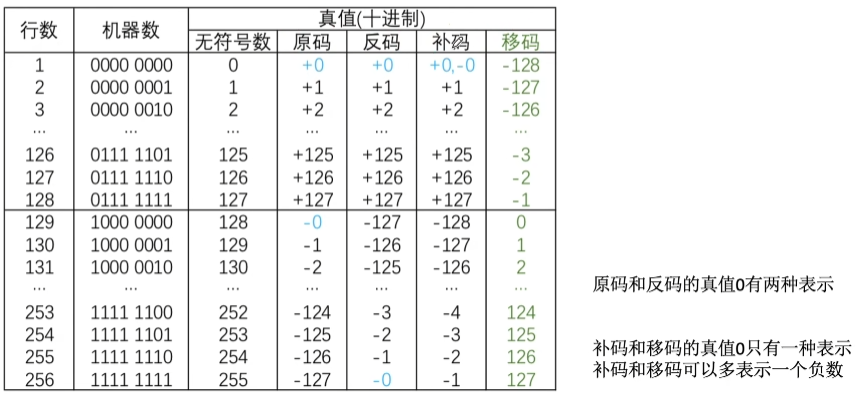 行数 机器数 真值(十进制)
无符号数 原码 反码 补码 移码
1 0000 0000 0 +0 +0 +0,-0 -128
2 0000 0001 1 +1 +1 +1 -127
3 0000 0010 2 +2 +2 +2 -126
... ... ... ... ... ... ...
126 0111 1101 125 +125 +125 +125 -3
127 0111 1110 126 +126 +126 +126 -2
128 0111 1111 127 +127 +127 +127 -1
129 1000 0000 128 -0 -127 -128 0
130 1000 0001 129 -1 -126 -127 1
131 1000 0010 130 -2 -125 -126 2
... ... ... ... ... ... ...
253 1111 1100 252 -124 -3 -4 124
254 1111 1101 253 -125 -2 -3 125
255 1111 1110 254 -126 -1 -2 126
256 1111 1111 255 -127 -0 -1 127
原码和反码的真值0有两种表示
补码和移码的真值0只有一种表示
补码和移码可以多表示一个负数